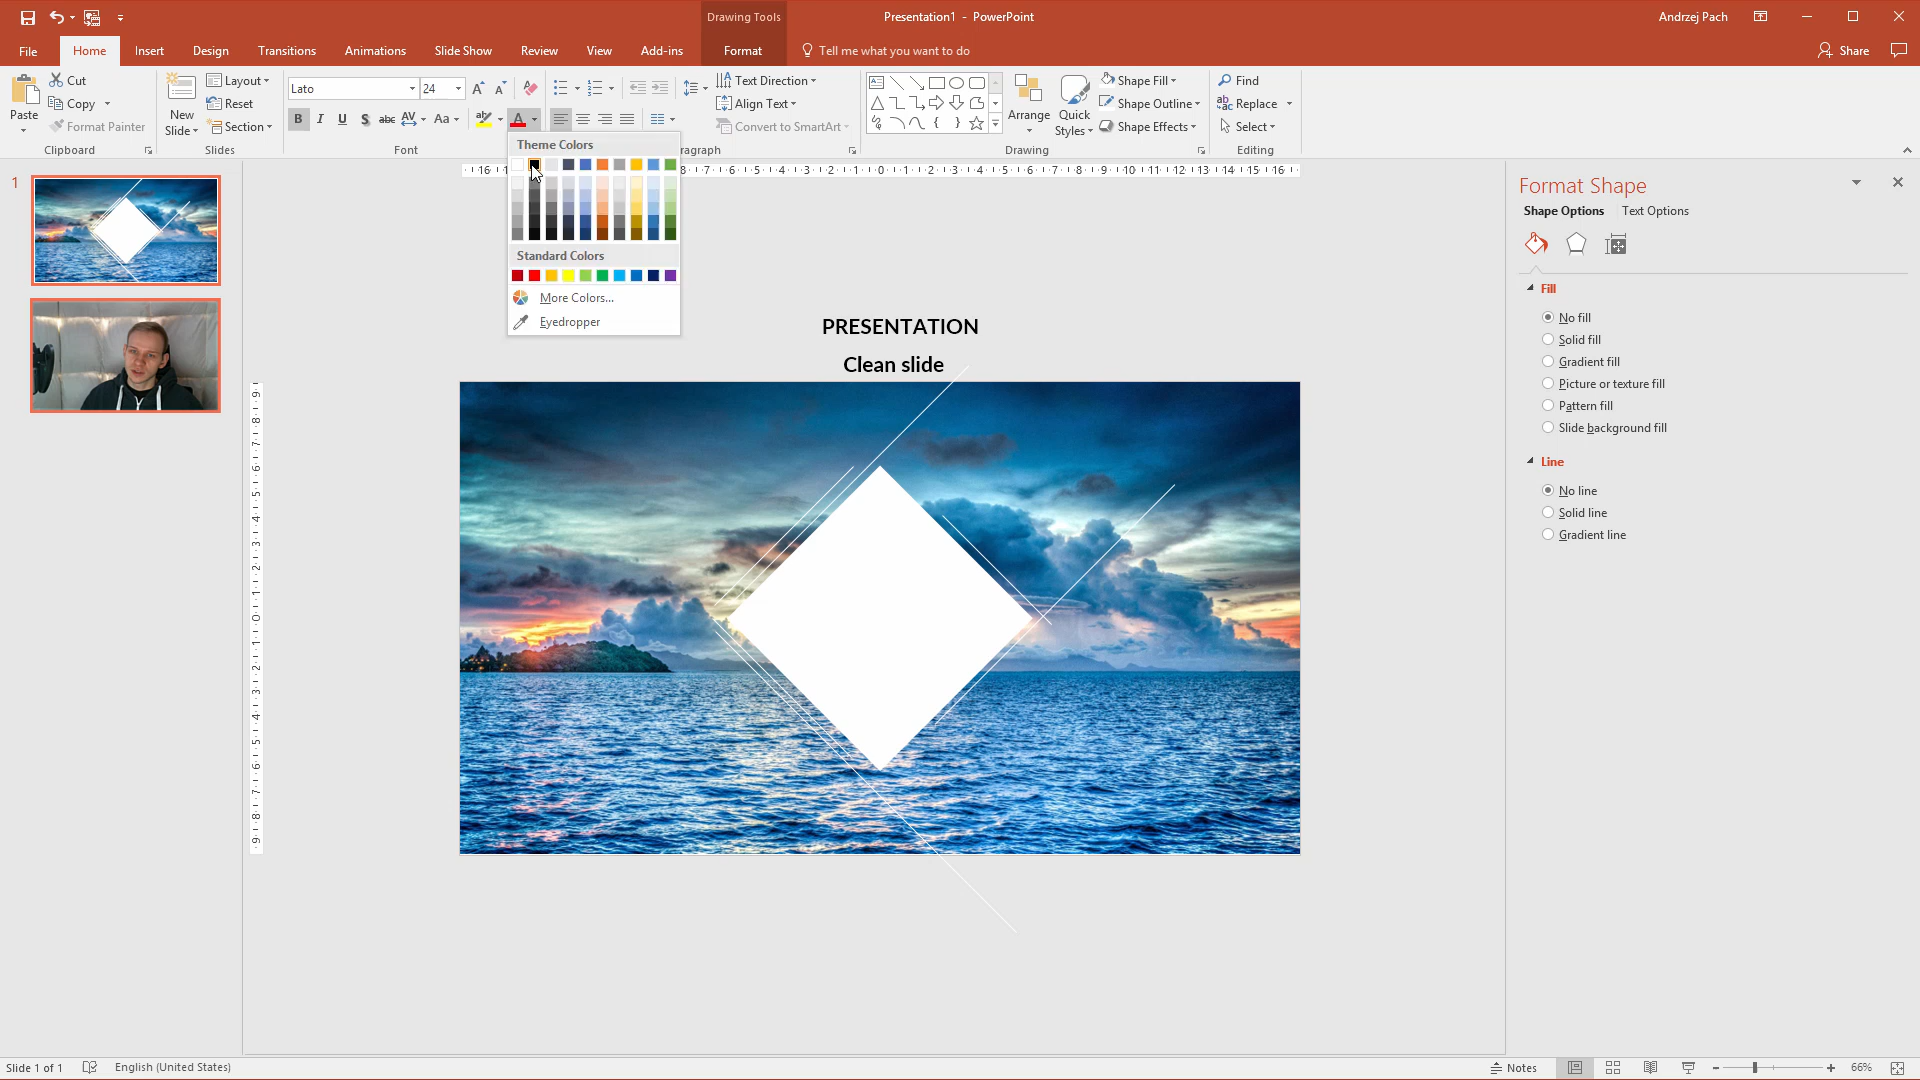 Drawing Tools
Presentation1 - PowerPoint
Andrzej Pach
File
Home
Insert
Design
Transitions
Animations
Slide Show
Review
View
Add-ins
Format
Tell me what you want to do
Share
Paste
Cut
Copy
Format Painter
Clipboard
New
Slide
Layout
Reset
Section
Slides
Lato
24
B I U S abc AV Aa A
Font
Text Direction
Align Text
Convert to SmartArt
ragraph
Arrange
Quick
Styles
Shape Fill
Shape Outline
Shape Effects
Drawing
Find
Replace
Select
Editing
Theme Colors
Standard Colors
More Colors...
Eyedropper
1
PRESENTATION
Clean slide
Format Shape
Shape Options
Text Options
Fill
No fill
Solid fill
Gradient fill
Picture or texture fill
Pattern fill
Slide background fill
Line
No line
Solid line
Gradient line
Slide 1 of 1
English (United States)
Notes
66%